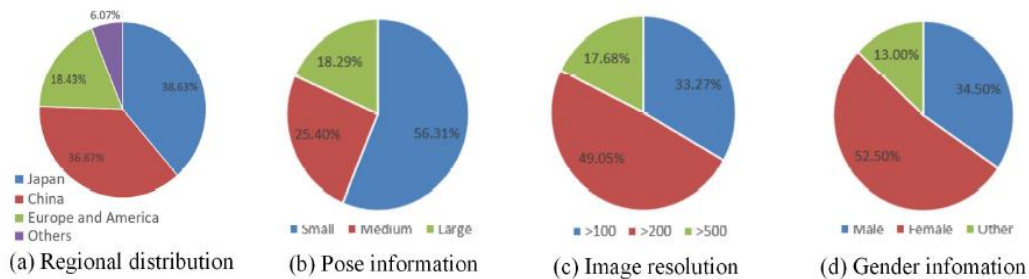 6.07%
18.43%
38.63%
36.87%
Japan
China
Europe and America
Others
(a) Regional distribution
18.29%
25.40%
56.31%
Small Medium Large
(b) Pose information
17.68%
33.27%
49.05%
>100 >200 >500
(c) Image resolution
13.00%
34.50%
52.50%
Male Female Other
(d) Gender infomation